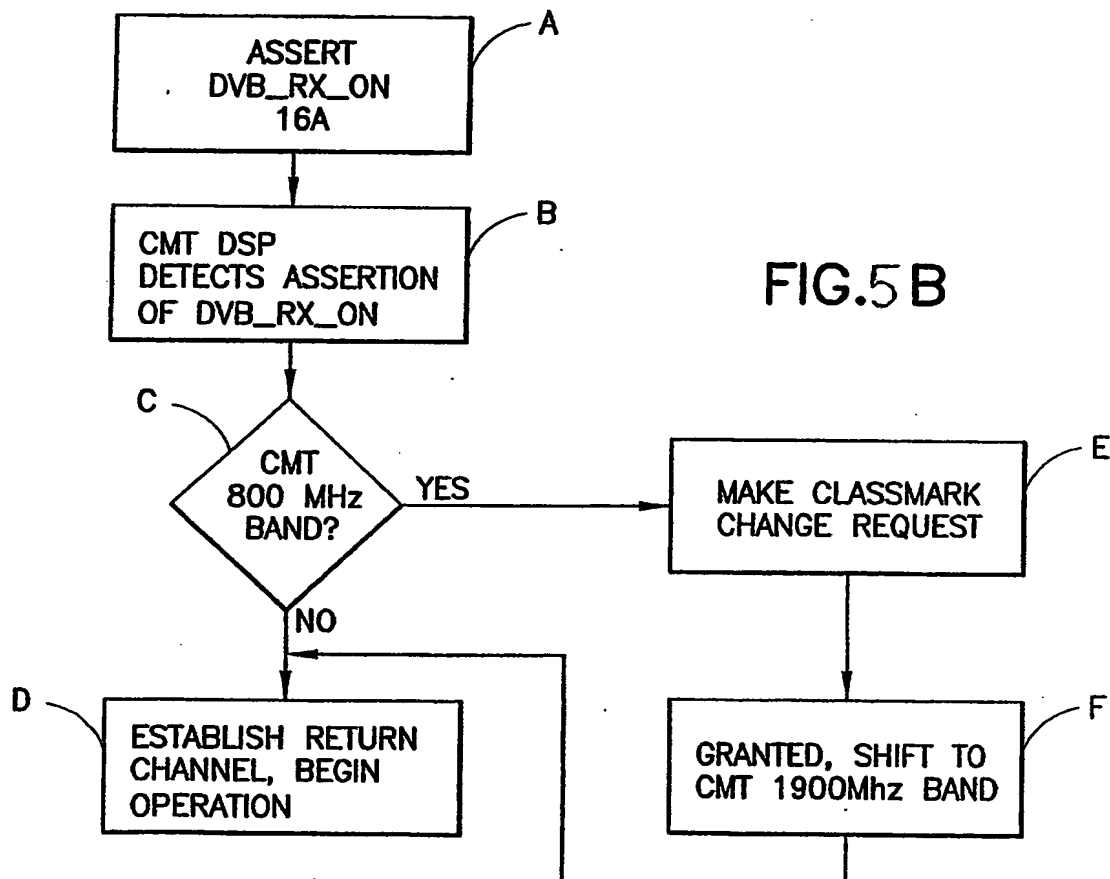 A
ASSERT
DVB_RX_ON
16A
B
CMT DSP
DETECTS ASSERTION
OF DVB_RX_ON
FIG.5B
C
CMT
800 MHz
BAND?
YES
E
MAKE CLASSMARK
CHANGE REQUEST
NO
D
ESTABLISH RETURN
CHANNEL, BEGIN
OPERATION
F
GRANTED, SHIFT TO
CMT 1900Mhz BAND